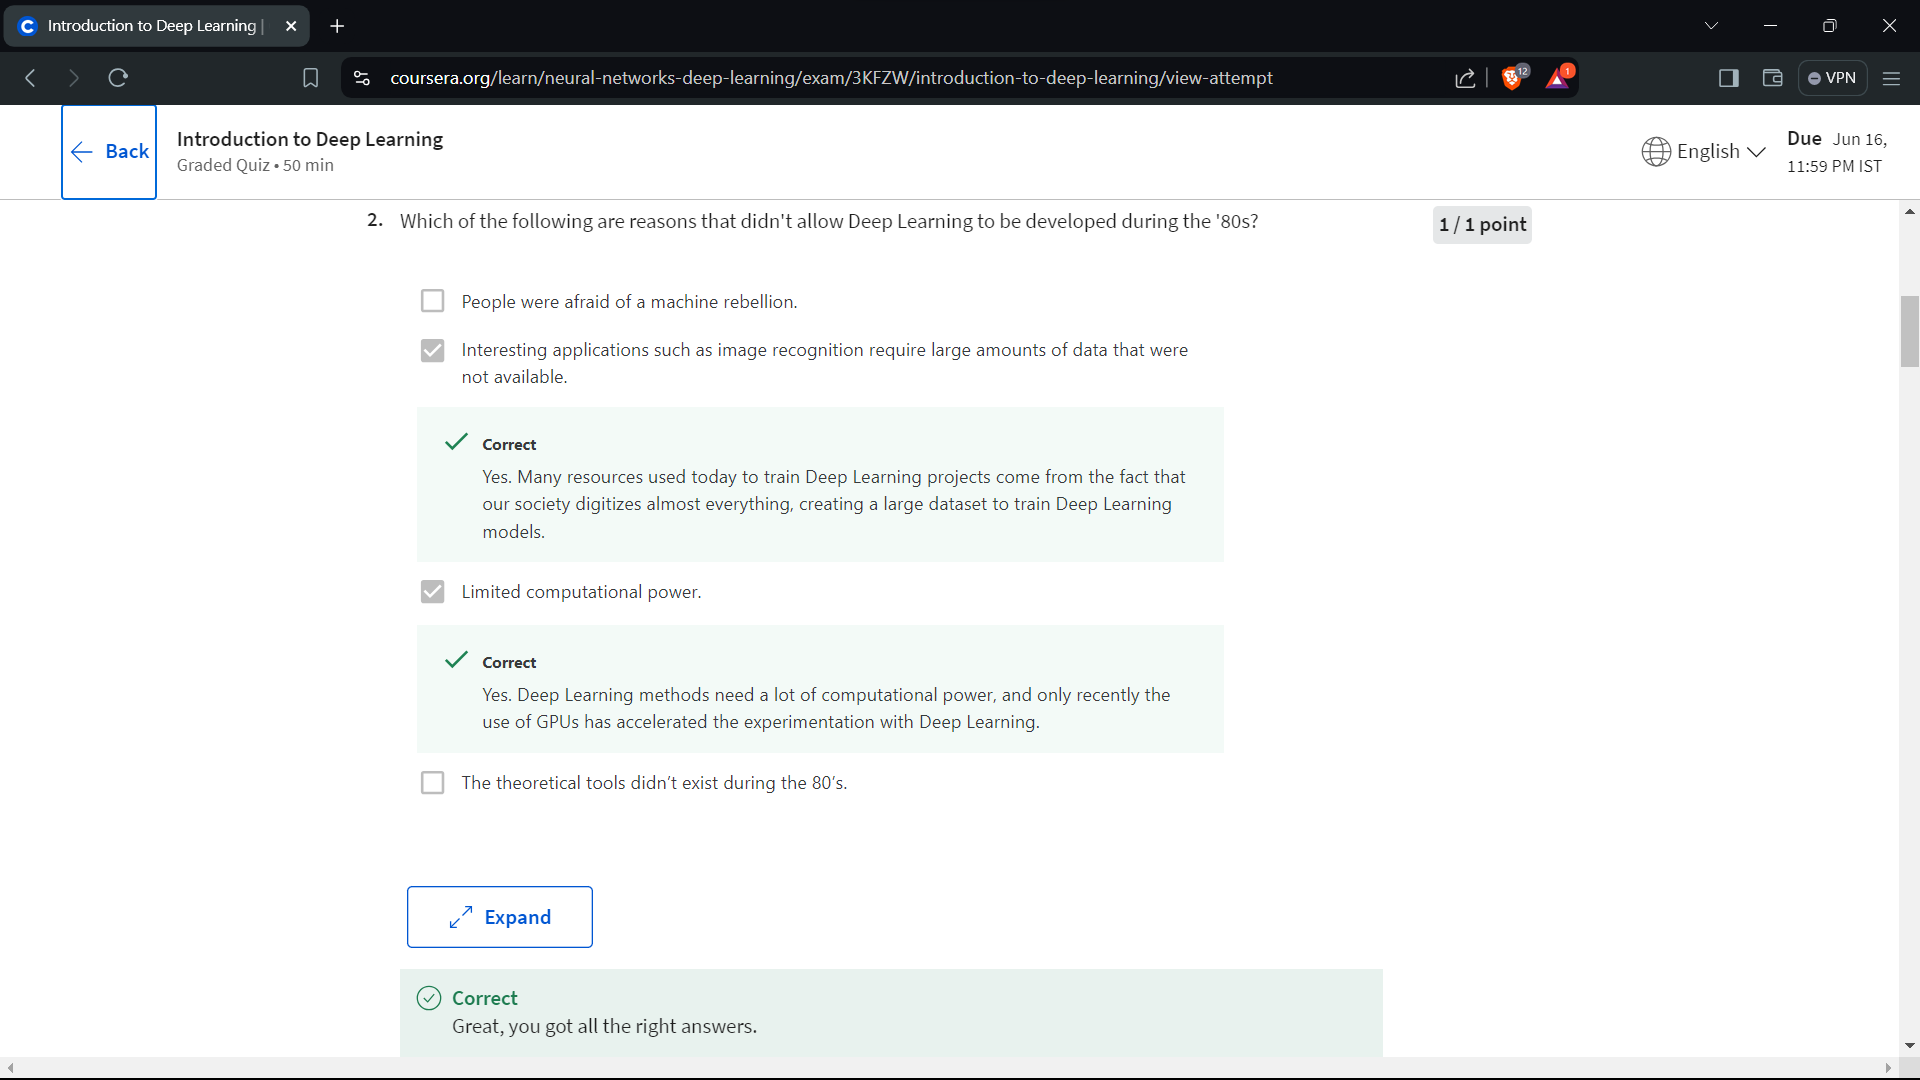 Introduction to Deep Learning |
coursera.org/learn/neural-networks-deep-learning/exam/3KFZW/introduction-to-deep-learning/view-attempt
12
1
VPN
Back
Introduction to Deep Learning
Graded Quiz • 50 min
English
Due Jun 16,
11:59 PM IST
2. Which of the following are reasons that didn't allow Deep Learning to be developed during the '80s?
1 / 1 point
People were afraid of a machine rebellion.
Interesting applications such as image recognition require large amounts of data that were
not available.
Correct
Yes. Many resources used today to train Deep Learning projects come from the fact that
our society digitizes almost everything, creating a large dataset to train Deep Learning
models.
Limited computational power.
Correct
Yes. Deep Learning methods need a lot of computational power, and only recently the
use of GPUs has accelerated the experimentation with Deep Learning.
The theoretical tools didn’t exist during the 80’s.
Expand
Correct
Great, you got all the right answers.